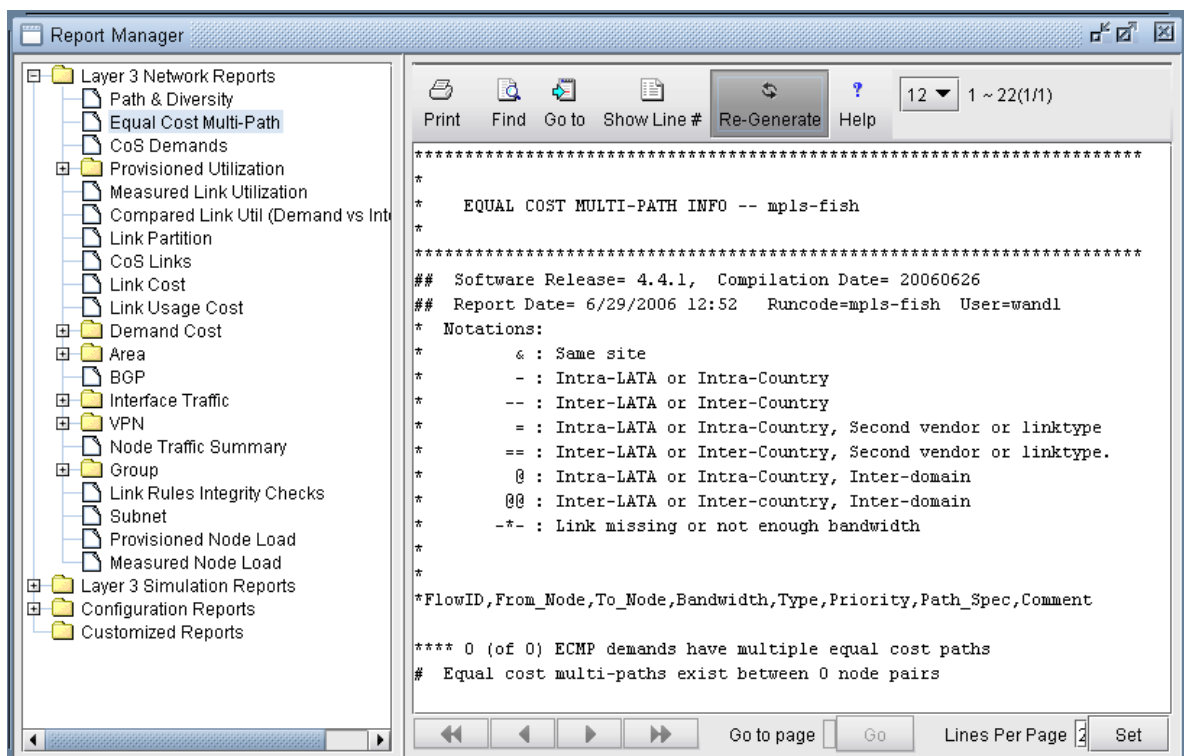 Report Manager
Layer 3 Network Reports
Path & Diversity
Equal Cost Multi-Path
CoS Demands
Provisioned Utilization
Measured Link Utilization
Compared Link Util (Demand vs Int
Link Partition
CoS Links
Link Cost
Link Usage Cost
Demand Cost
Area
BGP
Interface Traffic
VPN
Node Traffic Summary
Group
Link Rules Integrity Checks
Subnet
Provisioned Node Load
Measured Node Load
Layer 3 Simulation Reports
Configuration Reports
Customized Reports
Print Find Go to Show Line # Re-Generate Help 12 1 ~ 22(1/1)
************************************************************************
*
* EQUAL COST MULTI-PATH INFO -- mpls-fish
*
************************************************************************
## Software Release= 4.4.1, Compilation Date= 20060626
## Report Date= 6/29/2006 12:52 Runcode=mpls-fish User=wandl
* Notations:
* & : Same site
* - : Intra-LATA or Intra-Country
* -- : Inter-LATA or Inter-Country
* = : Intra-LATA or Intra-Country, Second vendor or linktype
* == : Inter-LATA or Inter-Country, Second vendor or linktype.
* @ : Intra-LATA or Intra-Country, Inter-domain
* @@ : Inter-LATA or Inter-country, Inter-domain
* -*- : Link missing or not enough bandwidth
*
*
*FlowID,From_Node,To_Node,Bandwidth,Type,Priority,Path_Spec,Comment
**** 0 (of 0) ECMP demands have multiple equal cost paths
# Equal cost multi-paths exist between 0 node pairs
Go to page Go Lines Per Page 2 Set